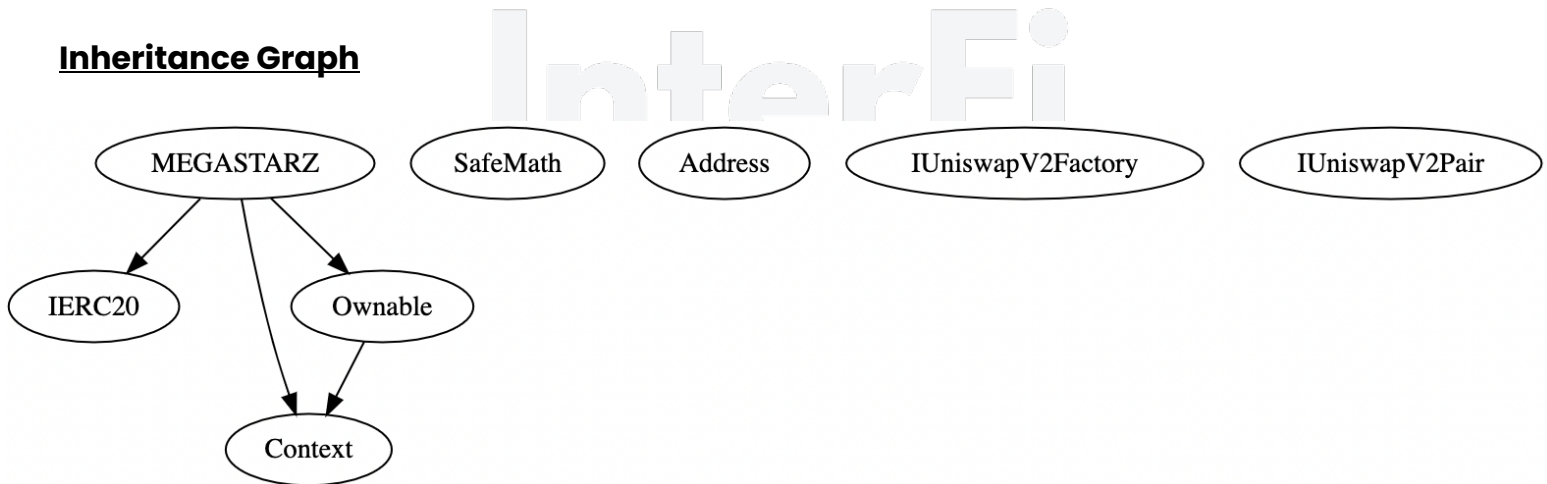 InterFi
Inheritance Graph
MEGASTARZ
SafeMath
Address
IUniswapV2Factory
IUniswapV2Pair
IERC20
Ownable
Context